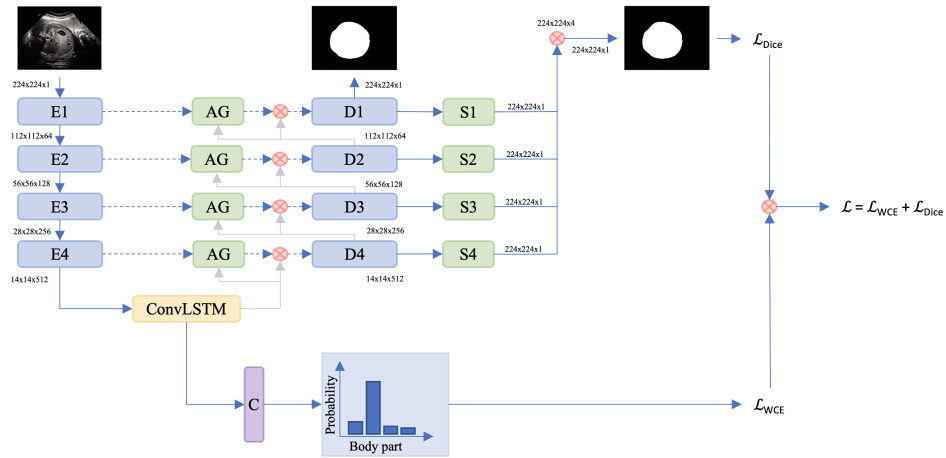 224x224x4
224x224x1
ℒDice
224x224x1
224x224x1
E1
AG
D1
S1
224x224x1
112x112x64
112x112x64
E2
AG
D2
S2
224x224x1
56x56x128
56x56x128
E3
AG
D3
S3
224x224x1
ℒ = ℒWCE + ℒDice
28x28x256
28x28x256
E4
AG
D4
S4
224x224x1
14x14x512
14x14x512
ConvLSTM
C
Probability
Body part
ℒWCE